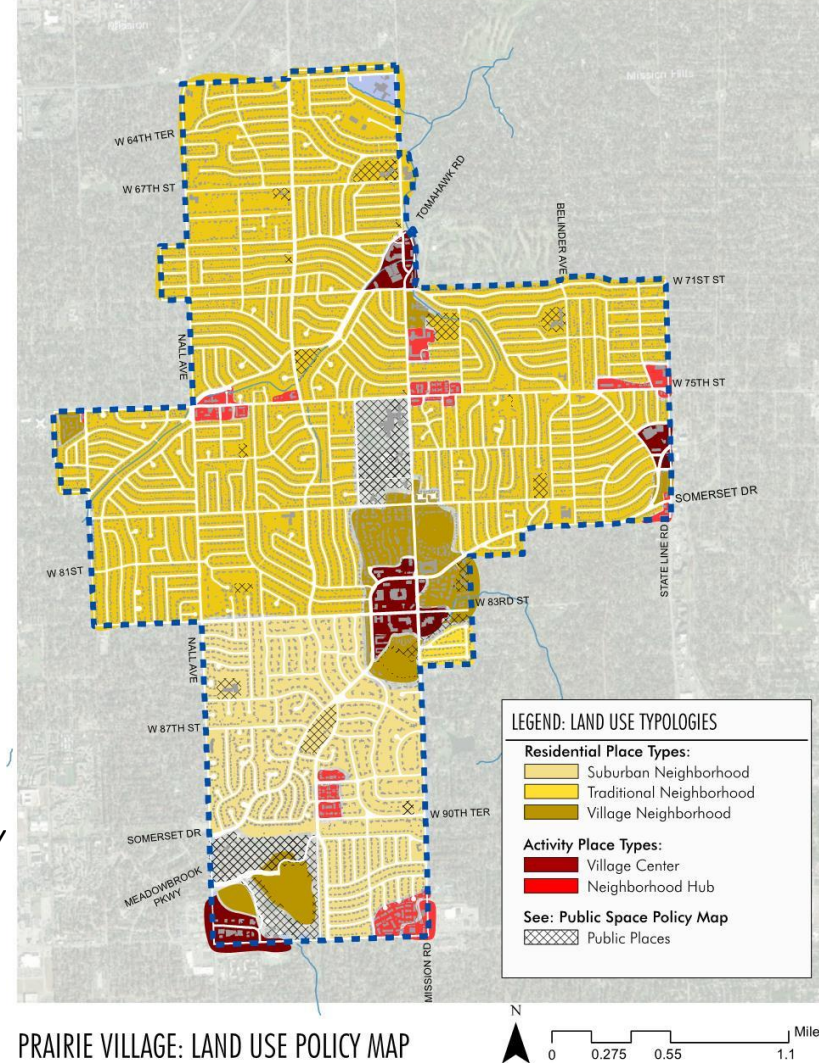 Mission
Mission Hills
W 64TH TER
W 67TH ST
TOMAHAWK RD
BELINDER AVE
W 71ST ST
NALL AVE
W 75TH ST
SOMERSET DR
STATE LINE RD
W 81ST
W 83RD ST
NALL AVE
W 87TH ST
W 90TH TER
SOMERSET DR
MEADOWBROOK
PKWY
MISSION RD
LEGEND: LAND USE TYPOLOGIES
Residential Place Types:
Suburban Neighborhood
Traditional Neighborhood
Village Neighborhood
Activity Place Types:
Village Center
Neighborhood Hub
See: Public Space Policy Map
Public Places
PRAIRIE VILLAGE: LAND USE POLICY MAP
N
0 0.275 0.55 1.1